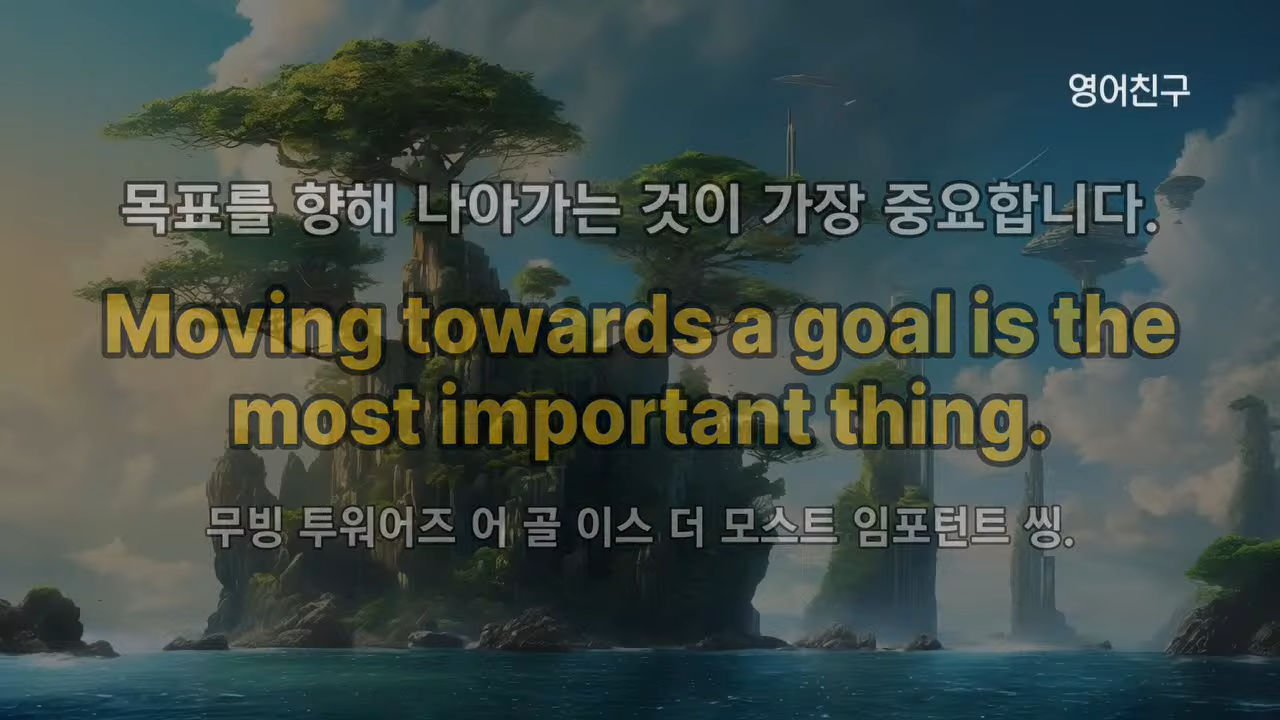 영어친구
목표를 향해 나아가는 것이 가장 중요합니다.
Moving towards a goal is the
most important thing.
무빙 투워어즈 어 골 이스 더 모스트 임포턴트 씽.